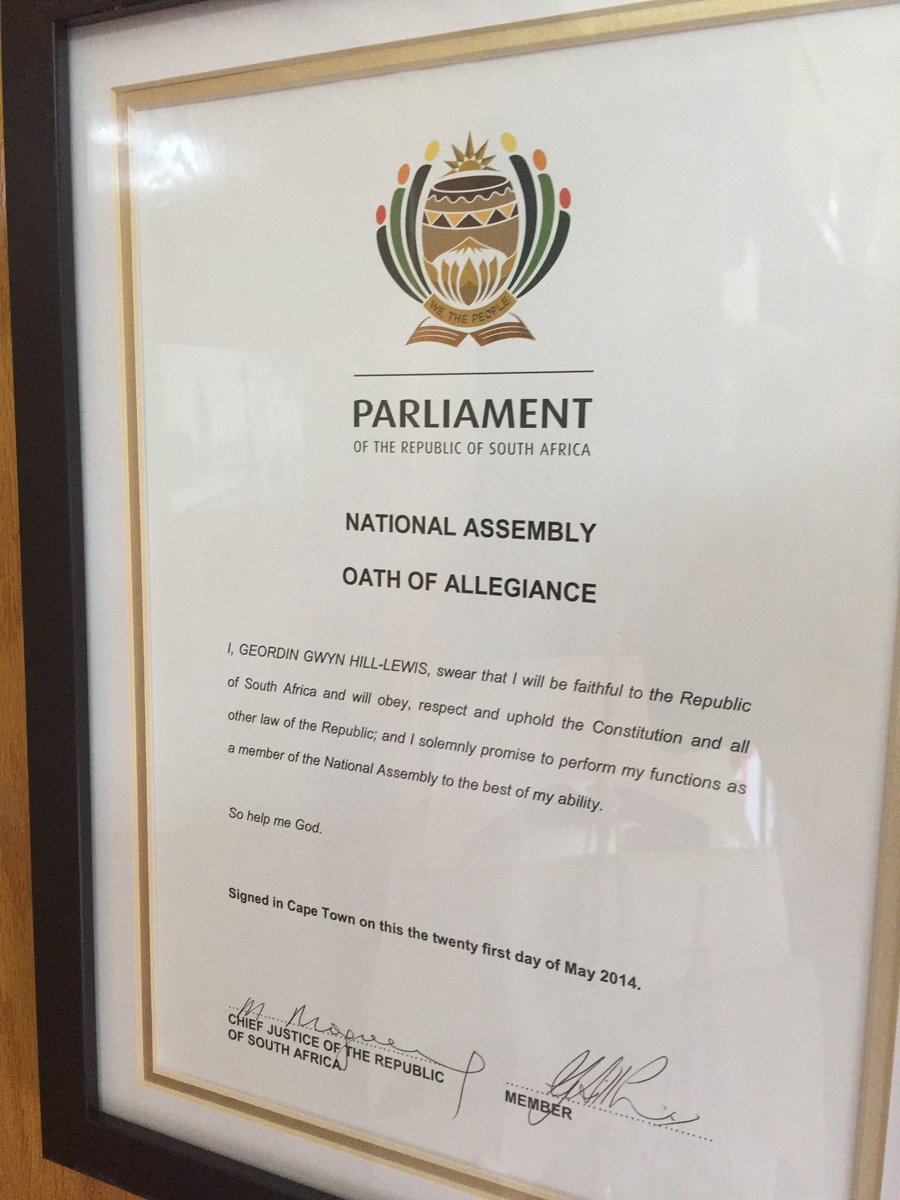 WE, THE PEOPLE
PARLIAMENT
OF THE REPUBLIC OF SOUTH AFRICA
NATIONAL ASSEMBLY
OATH OF ALLEGIANCE
I, GEORDIN GWYN HILL-LEWIS, swear that I will be faithful to the Republic
of South Africa and will obey, respect and uphold the Constitution and all
other law of the Republic; and I solemnly promise to perform my functions as
a member of the National Assembly to the best of my ability.
So help me God.
Signed in Cape Town on this the twenty first day of May 2014.
CHIEF JUSTICE OF THE REPUBLIC
OF SOUTH AFRICA
MEMBER